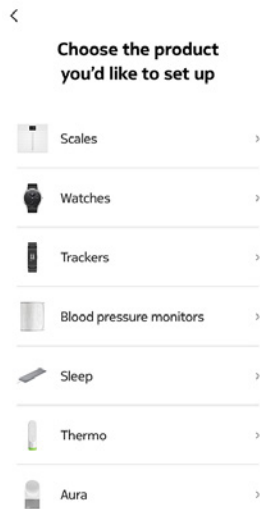 Choose the product
you'd like to set up
Scales
Watches
Trackers
Blood pressure monitors
Sleep
Thermo
Aura